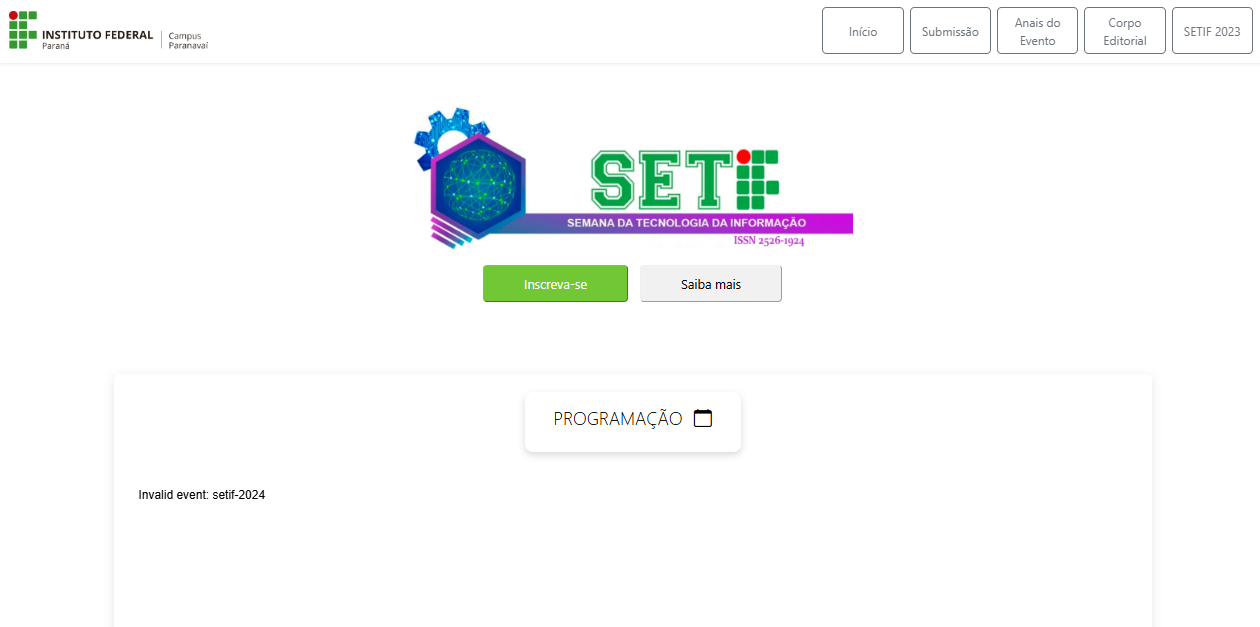 INSTITUTO FEDERAL
Paraná
Campus
Paranavaí
Início
Submissão
Anais do
Evento
Corpo
Editorial
SETIF 2023
SETIF
SEMANA DA TECNOLOGIA DA INFORMAÇÃO
ISSN 2526-1924
Inscreva-se
Saiba mais
PROGRAMAÇÃO
Invalid event: setif-2024